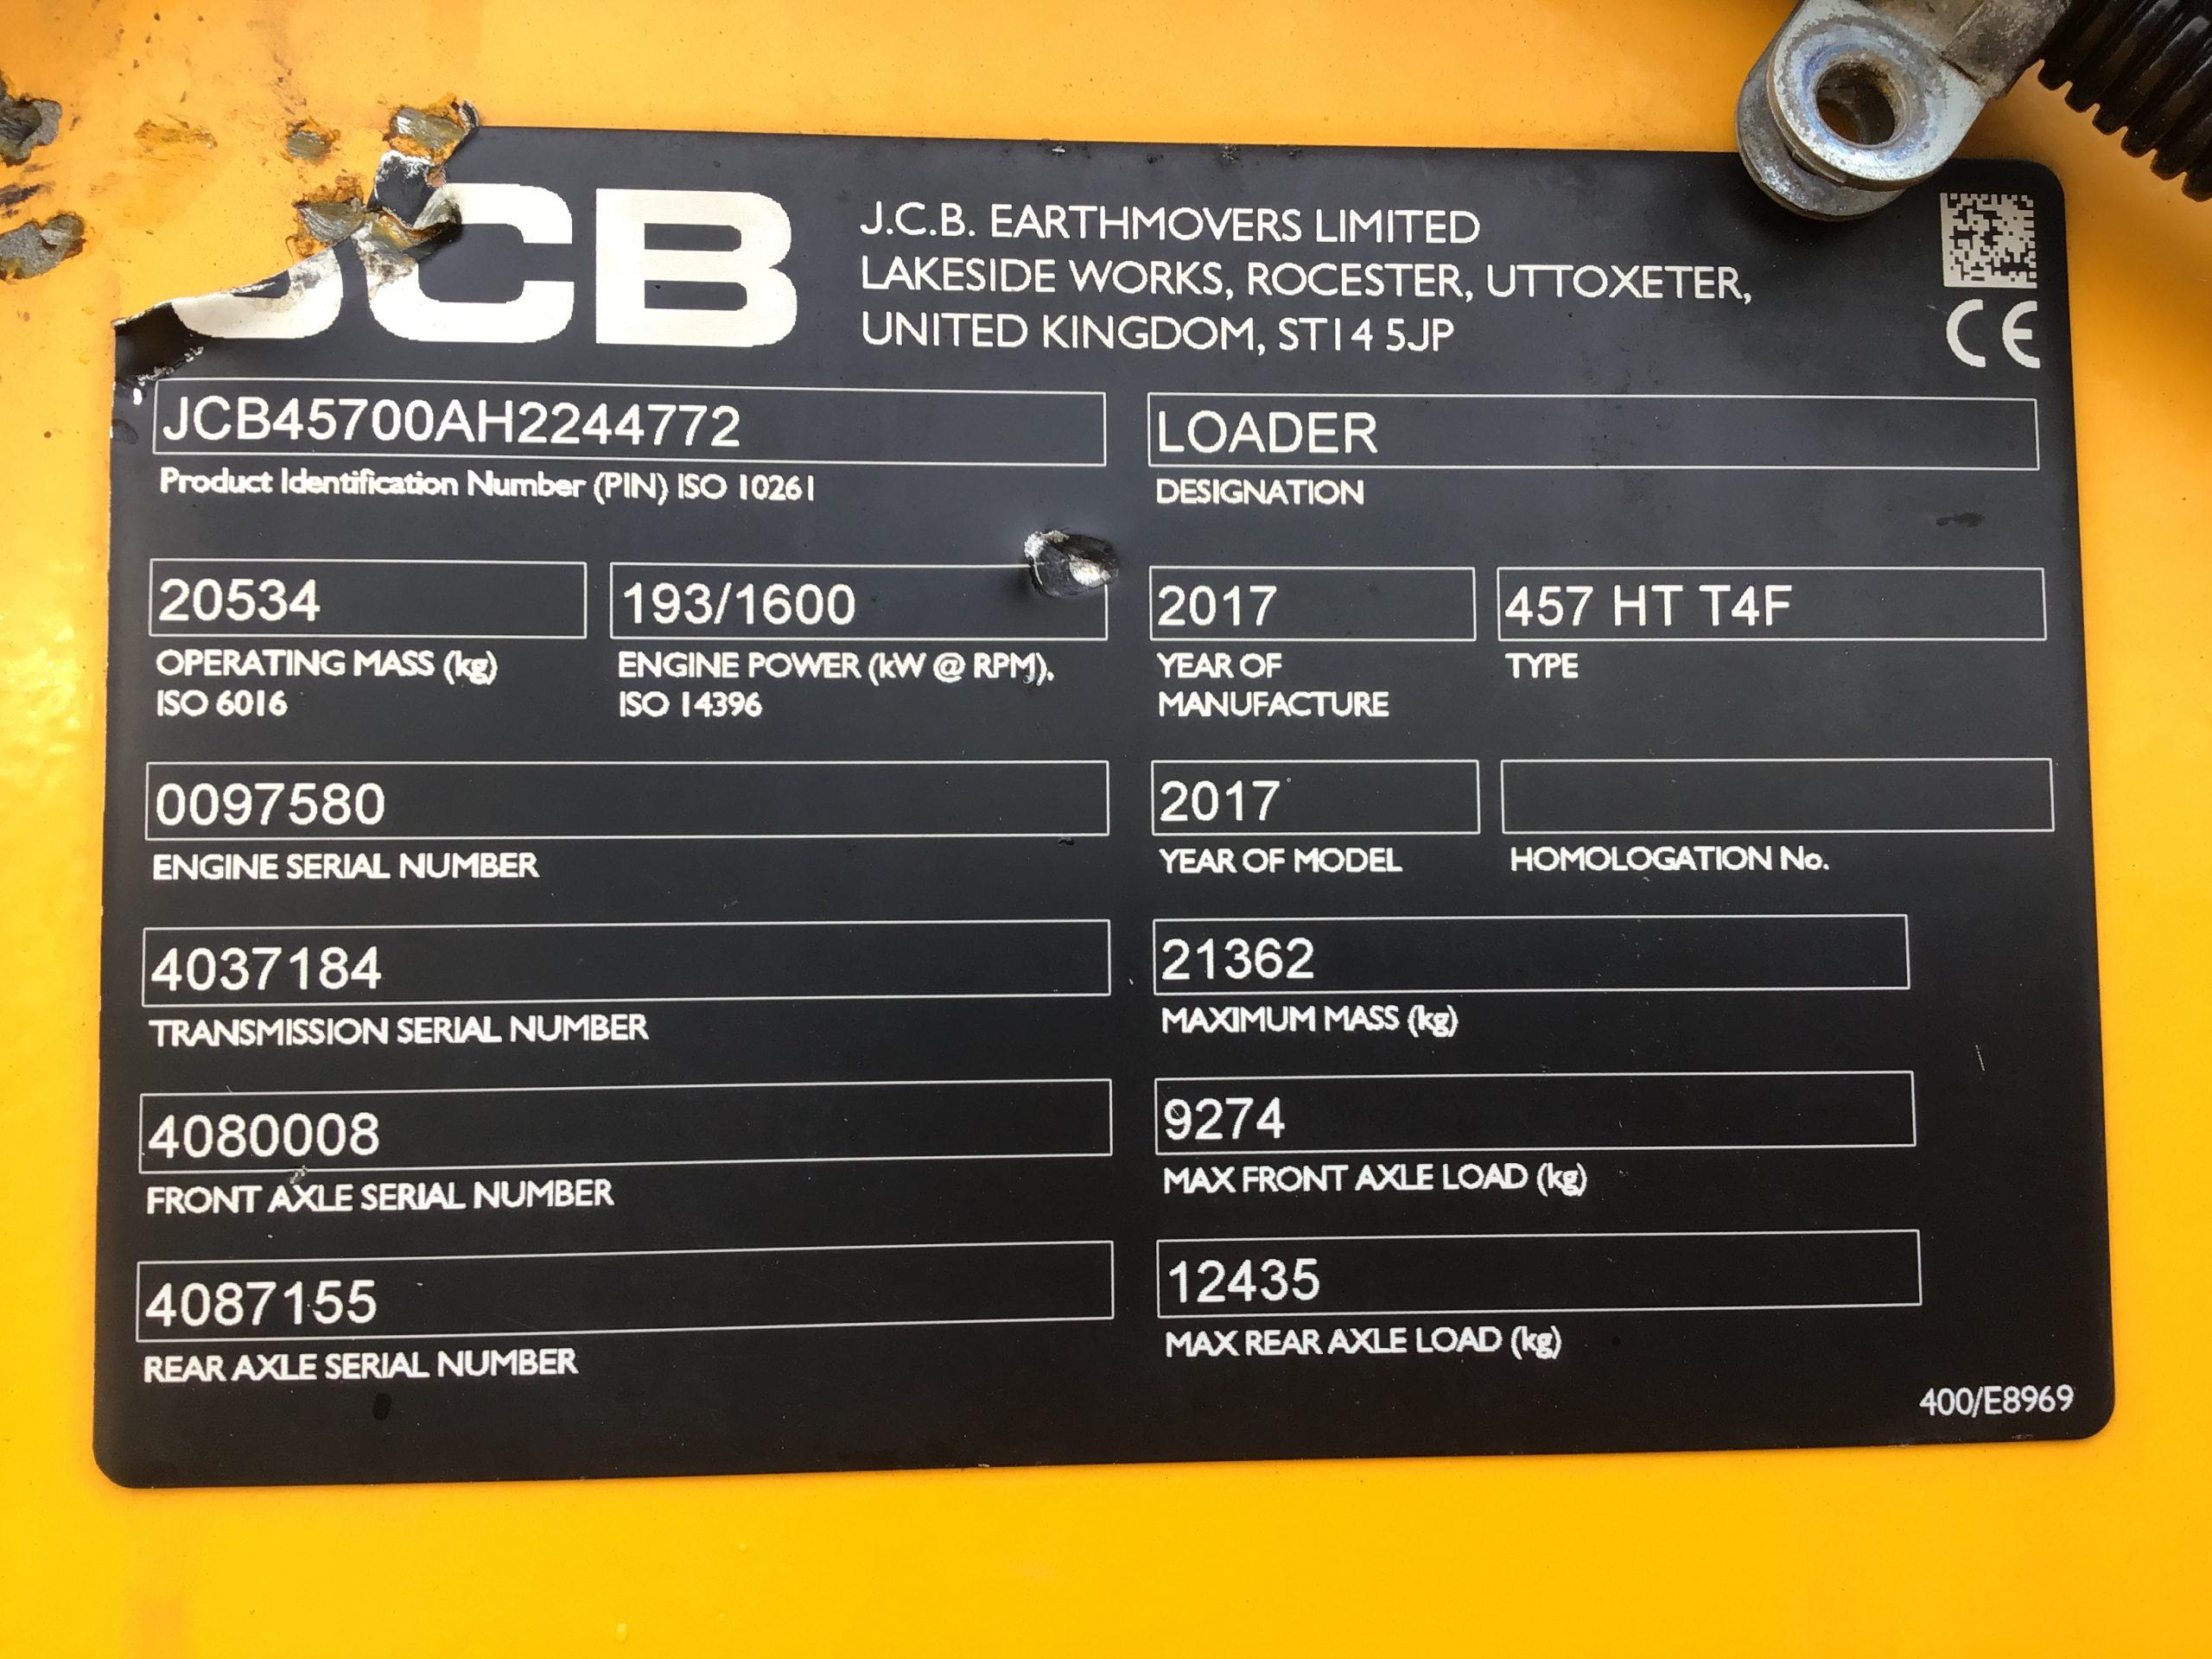 JCB
J.C.B. EARTHMOVERS LIMITED
LAKESIDE WORKS, ROCESTER, UTTOXETER,
UNITED KINGDOM, ST14 5JP
CE
JCB45700AH2244772
Product Identification Number (PIN) ISO 10261
LOADER
DESIGNATION
20534
OPERATING MASS (kg)
ISO 6016
193/1600
ENGINE POWER (kW @ RPM),
ISO 14396
2017
YEAR OF
MANUFACTURE
457 HT T4F
TYPE
0097580
ENGINE SERIAL NUMBER
2017
YEAR OF MODEL
HOMOLOGATION No.
4037184
TRANSMISSION SERIAL NUMBER
21362
MAXIMUM MASS (kg)
4080008
FRONT AXLE SERIAL NUMBER
9274
MAX FRONT AXLE LOAD (kg)
4087155
REAR AXLE SERIAL NUMBER
12435
MAX REAR AXLE LOAD (kg)
400/E8969